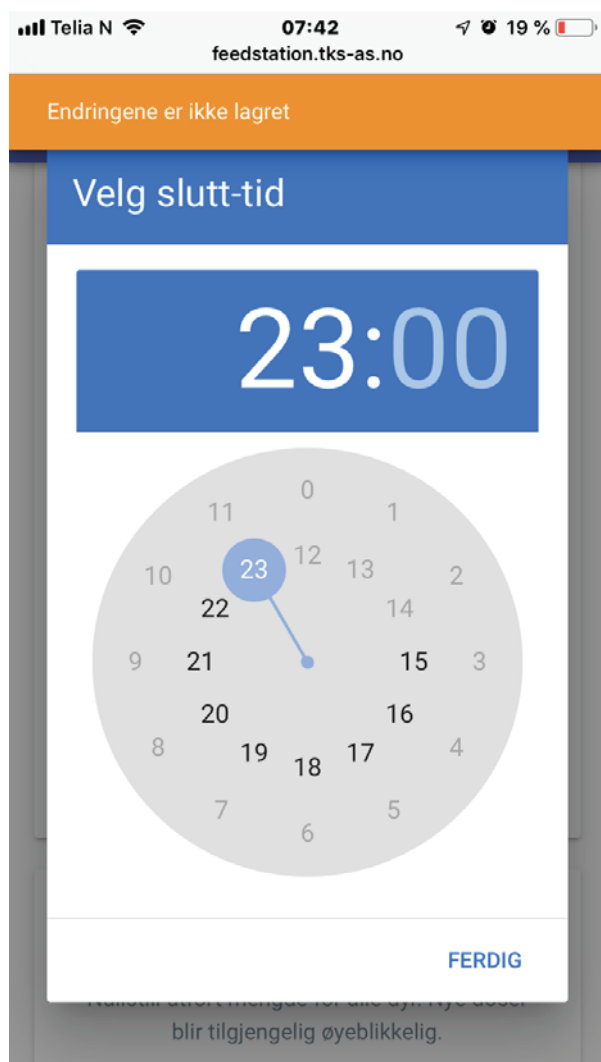 Telia N 07:42 19 %
feedstation.tks-as.no
Endringene er ikke lagret
Velg slutt-tid
23:00
0
11 1
12
23 13
10 2
22 14
9 21 15 3
20 16
8 19 17 4
18
7 5
6
FERDIG
blir tilgjengelig øyeblikkelig.